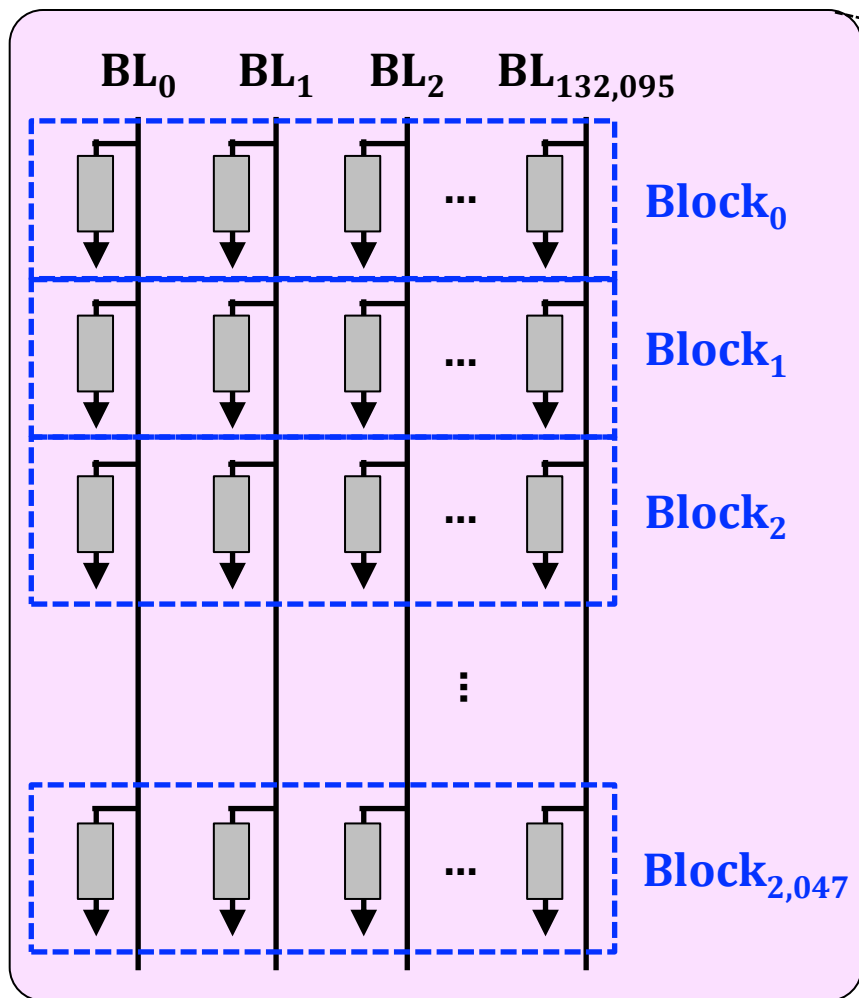 BL₀ BL₁ BL₂ BL₁₃₂,₀₉₅
... Block₀
... Block₁
... Block₂
⋮
... Block₂,₀₄₇